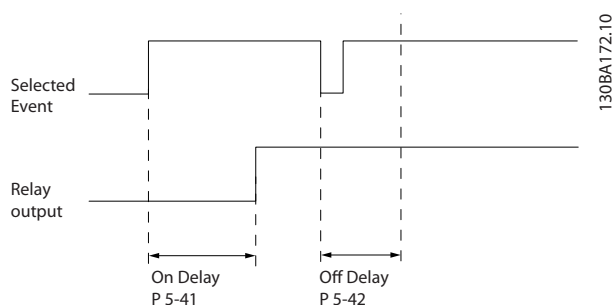 130BA172.10
Selected
Event
Relay
output
On Delay
P 5-41
Off Delay
P 5-42